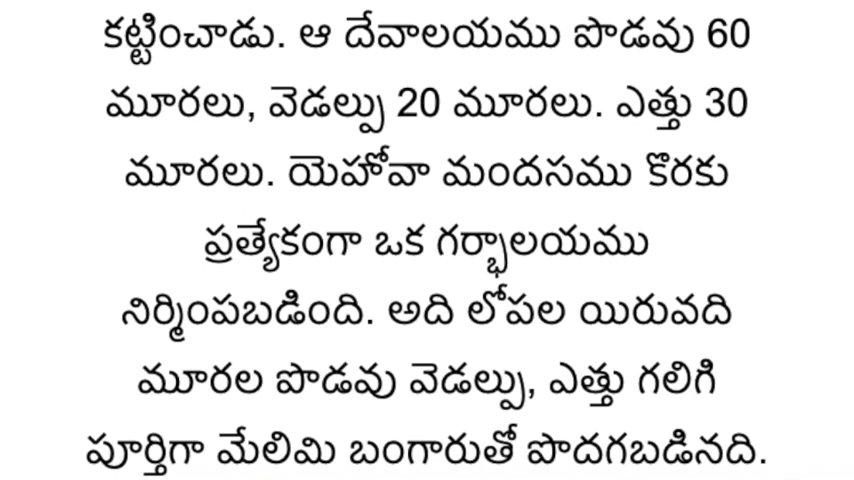 కట్టించాడు. ఆ దేవాలయము పొడవు 60
మూరలు, వెడల్పు 20 మూరలు. ఎత్తు 30
మూరలు. యెహోవా మందసము కొరకు
ప్రత్యేకంగా ఒక గర్భాలయము
నిర్మింపబడింది. అది లోపల యిరువది
మూరల పొడవు వెడల్పు, ఎత్తు గలిగి
పూర్తిగా మేలిమి బంగారుతో పొదగబడినది.